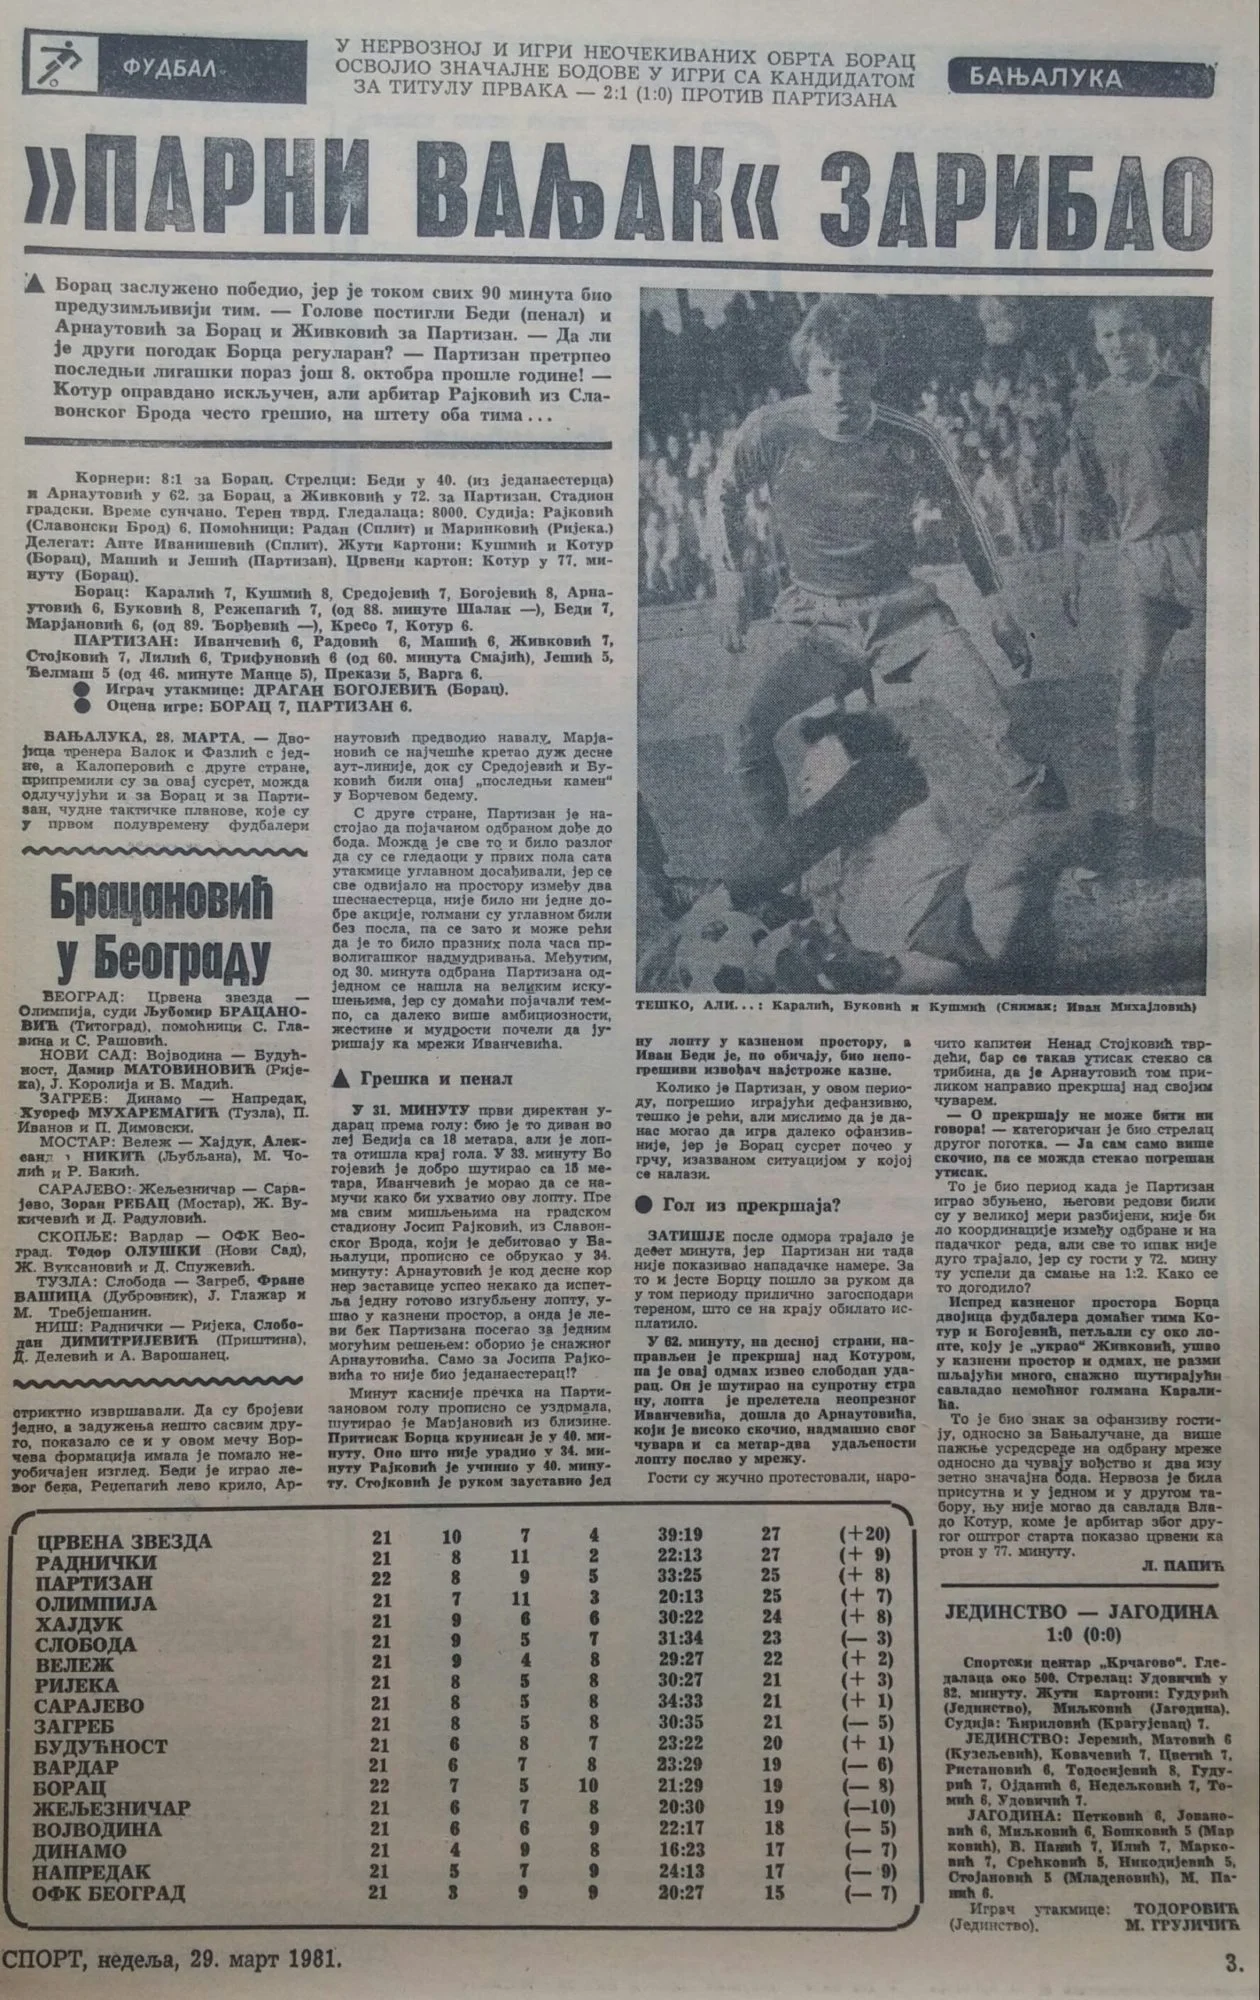 ФУДБАЛ
У НЕРВОЗНОЈ И ИГРИ НЕОЧЕКИВАНИХ ОБРТА БОРАЦ
ОСВОЈИО ЗНАЧАЈНЕ БОДОВЕ У ИГРИ СА КАНДИДАТОМ
ЗА ТИТУЛУ ПРВАКА — 2:1 (1:0) ПРОТИВ ПАРТИЗАНА
БАЊАЛУКА
»ПАРНИ ВАЉАК« ЗАРИБАО
▲ Борац заслужено победио, јер је током свих 90 минута био
предузимљивији тим. — Голове постигли Беди (пенал) и
Арнаутовић за Борац и Живковић за Партизан. — Да ли
је други погодак Борца регуларан? — Партизан претрпео
последњи лигашки пораз још 8. октобра прошле године! —
Котур оправдано искључен, али арбитар Рајковић из Сла-
вонског Брода често грешио, на штету оба тима...
Корнери: 8:1 за Борац. Стрелци: Беди у 40. (из једанаестерца)
и Арнаутовић у 62. за Борац, а Живковић у 72. за Партизан. Стадион
градски. Време сунчано. Терен тврд. Гледалаца: 8000. Судија: Рајковић
(Славонски Брод) 6. Помоћници: Радан (Сплит) и Маринковић (Ријека.)
Делегат: Анте Иванишевић (Сплит). Жути картони: Кушмић и Котур
(Борац), Машић и Јешић (Партизан). Црвени картон: Котур у 77. ми-
нуту (Борац).
Борац: Каралић 7, Кушмић 8, Средојевић 7, Богојевић 8, Арна-
утовић 6, Буковић 8, Режепагић 7, (од 88. минуте Шалак —), Беди 7,
Марјановић 6, (од 89. Ђорђевић —), Кресо 7, Котур 6.
ПАРТИЗАН: Иванчевић 6, Радовић 6, Машић 6, Живковић 7,
Стојковић 7, Лилић 6, Трифуновић 6 (од 60. минута Смајић), Јешић 5,
Ђелмаш 5 (од 46. минуте Манце 5), Прекази 5, Варга 6.
● Играч утакмице: ДРАГАН БОГОЈЕВИЋ (Борац).
● Оцена игре: БОРАЦ 7, ПАРТИЗАН 6.
БАЊАЛУКА, 28. МАРТА. — Дво-
јица тренера Валок и Фазлић с јед-
не, а Калоперовић с друге стране,
припремили су за овај сусрет, можда
одлучујући и за Борац и за Парти-
зан, чудне тактичке планове, које су
у првом полувремену фудбалери
Брацановић
у Београду
БЕОГРАД: Црвена звезда —
Олимпија, суди Љубомир БРАЦАНО-
ВИЋ (Титоград), помоћници С. Гла-
вина и С. Рашовић.
НОВИ САД: Војводина — Будућ-
ност, Дамир МАТОВИНОВИЋ (Рије-
ка), Ј. Королија и Б. Мадић.
ЗАГРЕБ: Динамо — Напредак,
Хусреф МУХАРЕМАГИЋ (Тузла), П.
Иванов и П. Димовски.
МОСТАР: Вележ — Хајдук, Алек-
санд НИКИЋ (Љубљана), М. Чо-
лић и Р. Вакић.
САРАЈЕВО: Жељезничар — Сара-
јево, Зоран РЕБАЦ (Мостар), Ж. Ву-
кичевић и Д. Радуловић.
СКОПЉЕ: Вардар — ОФК Бео-
град. Тодор ОЛУШКИ (Нови Сад),
Ж. Вуксановић и Д. Спужевић.
ТУЗЛА: Слобода — Загреб, Фране
ВАШИЦА (Дубровник), Ј. Глажар и
М. Требјешанин.
НИШ: Раднички — Ријека, Слобо-
дан ДИМИТРИЈЕВИЋ (Приштина),
Д. Делевић и А. Варошанец.
стриктно извршавали. Да су бројеви
једно, а задужења нешто сасвим дру-
го, показало се и у овом мечу Бор-
чева формација имала је помало не-
уобичајен изглед. Беди је играо ле-
вог бека, Реџепагић лево крило, Ар-
наутовић предводио навалу, Марја-
новић се најчешће кретао дуж десне
аут-линије, док су Средојевић и Бу-
ковић били онај „последњи камен“
у Борчевом бедему.
С друге стране, Партизан је на-
стојао да појачаном одбраном дође до
бода. Можда је све то и било разлог
да су се гледаоци у првих пола сата
утакмице углавном досађивали, јер се
све одвијало на простору између два
шеснаестерца, није било ни једне до-
бре акције, голмани су углавном били
без посла, па се зато и може рећи
да је то било празних пола часа пр-
волигашког надмудривања. Међутим,
од 30. минута одбрана Партизана од-
једном се нашла на великим иску-
шењима, јер су домаћи појачали тем-
по, са далеко више амбициозности,
жестине и мудрости почели да ју-
ришају ка мрежи Иванчевића.
▲ Грешка и пенал
У 31. МИНУТУ први директан у-
дарац према голу: био је то диван во
леј Бедија са 18 метара, али је лоп-
та отишла крај гола. У 33. минуту Бо
гојевић је добро шутирао са 18 ме-
тара, Иванчевић је морао да се на-
мучи како би ухватио ову лопту. Пре
ма свим мишљењима на градском
стадиону Јосип Рајковић, из Славон-
ског Брода, који је дебитовао у Ба-
њалуци, прописно се обрукао у 34.
минуту: Арнаутовић је код десне кор
нер заставице успео некако да испет-
ља једну готово изгубљену лопту, у-
шао у казнени простор, а онда је ле-
ви бек Партизана посегао за једним
могућим решењем: оборио је снажног
Арнаутовића. Само за Јосипа Рајко-
вића то није био једанаестерац!?
Минут касније пречка на Парти-
зановом голу прописно се уздрмала,
шутирао је Марјановић из близине.
Притисак Борца крунисан је у 40. ми-
нуту. Оно што није урадио у 34. ми-
нуту Рајковић је учинио у 40. мину-
ту. Стојковић је руком зауставио јед
ТЕШКО, АЛИ...: Каралић, Буковић и Кушмић (Снимак: Иван Михајловић)
ну лопту у казненом простору, а
Иван Беди је, по обичају, био непо-
грешиви извођач најстроже казне.
Колико је Партизан, у овом перио-
ду, погрешио играјући дефанзивно,
тешко је рећи, али мислимо да је да-
нас могао да игра далеко офанзив-
није, јер је Борац сусрет почео у
грчу, изазваном ситуацијом у којој
се налази.
● Гол из прекршаја?
ЗАТИШЈЕ после одмора трајало је
девет минута, јер Партизан ни тада
није показивао нападачке намере. За
то и јесте Борцу пошло за руком да
у том периоду прилично загосподари
тереном, што се на крају обилато ис-
платило.
У 62. минуту, на десној страни, на-
прављен је прекршај над Котуром,
па је овај одмах извео слободан уда-
рац. Он је шутирао на супротну стра
ну, лопта је прелетела неопрезног
Иванчевића, дошла до Арнаутовића,
који је високо скочио, надмашио свог
чувара и са метар-два удаљености
лопту послао у мрежу.
Гости су жучно протестовали, наро-
чито капитен Ненад Стојковић твр-
дећи, бар се такав утисак стекао са
трибина, да је Арнаутовић том при-
ликом направио прекршај над својим
чуварем.
— О прекршају не може бити ни
говора! — категоричан је био стрелац
другог поготка. — Ја сам само више
скочио, па се можда стекао погрешан
утисак.
То је био период када је Партизан
играо збуњено, његови редови били
су у великој мери разбијени, није би
ло координације између одбране и на
падачког реда, али све то ипак није
дуго трајало, јер су гости у 72. мину
ту успели да смање на 1:2. Како се
то догодило?
Испред казненог простора Борца
двојица фудбалера домаћег тима Ко-
тур и Богојевић, петљали су око ло-
пте, коју је „украо“ Живковић, ушао
у казнени простор и одмах, не разми
шљајући много, снажно шутирајући
савладао немоћног голмана Карали-
ћа.
То је био знак за офанзиву гости-
ју, односно за Бањалучане, да више
пажње усредсреде на одбрану мреже
односно да чувају вођство и два изу
зетно значајна бода. Нервоза је била
присутна и у једном и у другом та-
бору, њу није могао да савлада Вла-
до Котур, коме је арбитар због дру-
гог оштрог старта показао црвени ка
ртон у 77. минуту.
Л. ПАПИЋ
ЦРВЕНА ЗВЕЗДА 21 10 7 4 39:19 27 (+20)
РАДНИЧКИ 21 8 11 2 22:13 27 (+ 9)
ПАРТИЗАН 22 8 9 5 33:25 25 (+ 8)
ОЛИМПИЈА 21 7 11 3 20:13 25 (+ 7)
ХАЈДУК 21 9 6 6 30:22 24 (+ 8)
СЛОБОДА 21 9 5 7 31:34 23 (— 3)
ВЕЛЕЖ 21 9 4 8 29:27 22 (+ 2)
РИЈЕКА 21 8 5 8 30:27 21 (+ 3)
САРАЈЕВО 21 8 5 8 34:33 21 (+ 1)
ЗАГРЕБ 21 8 5 8 30:35 21 (— 5)
БУДУЋНОСТ 21 6 8 7 23:22 20 (+ 1)
ВАРДАР 21 6 7 8 23:29 19 (— 6)
БОРАЦ 22 7 5 10 21:29 19 (— 8)
ЖЕЉЕЗНИЧАР 21 6 7 8 20:30 19 (—10)
ВОЈВОДИНА 21 6 6 9 22:17 18 (— 5)
ДИНАМО 21 4 9 8 16:23 17 (— 7)
НАПРЕДАК 21 5 7 9 24:13 17 (— 9)
ОФК БЕОГРАД 21 3 9 9 20:27 15 (— 7)
ЈЕДИНСТВО — ЈАГОДИНА
1:0 (0:0)
Спортски центар „Крчагово“. Гле-
далаца око 500. Стрелац: Удовичић у
82. минуту. Жути картони: Гудурић
(Јединство), Миљковић (Јагодина).
Судија: Ћириловић (Крагујевац) 7.
ЈЕДИНСТВО: Јеремић, Матовић 6
(Кузељевић), Ковачевић 7, Цветић 7,
Ристановић 6, Тодосијевић 8, Гуду-
рић 7, Ојданић 6, Недељковић 7, То-
мић 6, Удовичић 7.
ЈАГОДИНА: Петковић 6, Јовано-
вић 6, Миљковић 6, Бошковић 5 (Мар
ковић), В. Панић 7, Илић 7, Марко-
вић 7, Срећковић 5, Никодијевић 5,
Стојановић 5 (Младеновић), М. Па-
нић 6.
Играч утакмице: ТОДОРОВИЋ
(Јединство). М. ГРУЈИЧИЋ
СПОРТ, недеља, 29. март 1981.
3.